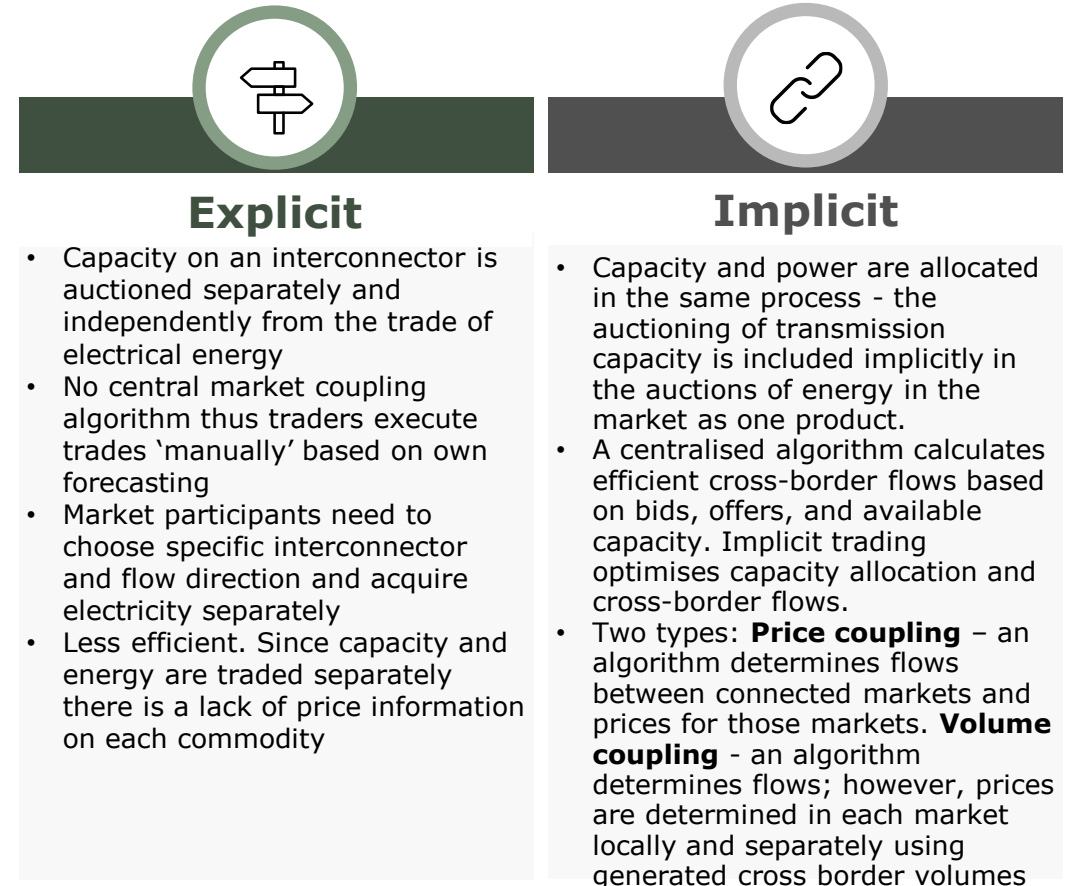 Explicit
• Capacity on an interconnector is
auctioned separately and
independently from the trade of
electrical energy
• No central market coupling
algorithm thus traders execute
trades ‘manually’ based on own
forecasting
• Market participants need to
choose specific interconnector
and flow direction and acquire
electricity separately
• Less efficient. Since capacity and
energy are traded separately
there is a lack of price information
on each commodity
Implicit
• Capacity and power are allocated
in the same process - the
auctioning of transmission
capacity is included implicitly in
the auctions of energy in the
market as one product.
• A centralised algorithm calculates
efficient cross-border flows based
on bids, offers, and available
capacity. Implicit trading
optimises capacity allocation and
cross-border flows.
• Two types: Price coupling – an
algorithm determines flows
between connected markets and
prices for those markets. Volume
coupling - an algorithm
determines flows; however, prices
are determined in each market
locally and separately using
generated cross border volumes